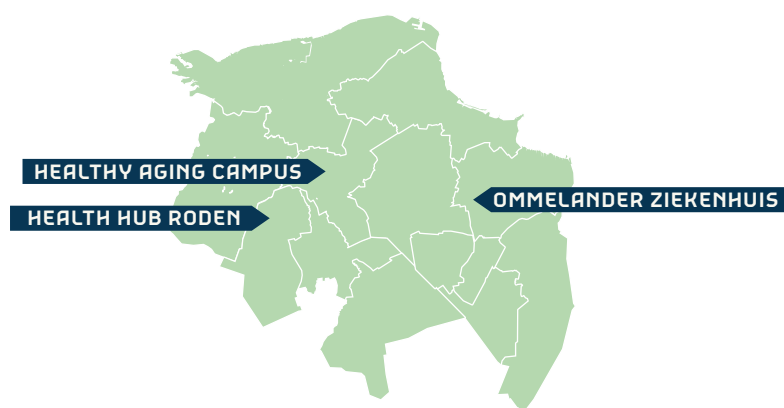 HEALTHY AGING CAMPUS
OMMELANDER ZIEKENHUIS
HEALTH HUB RODEN